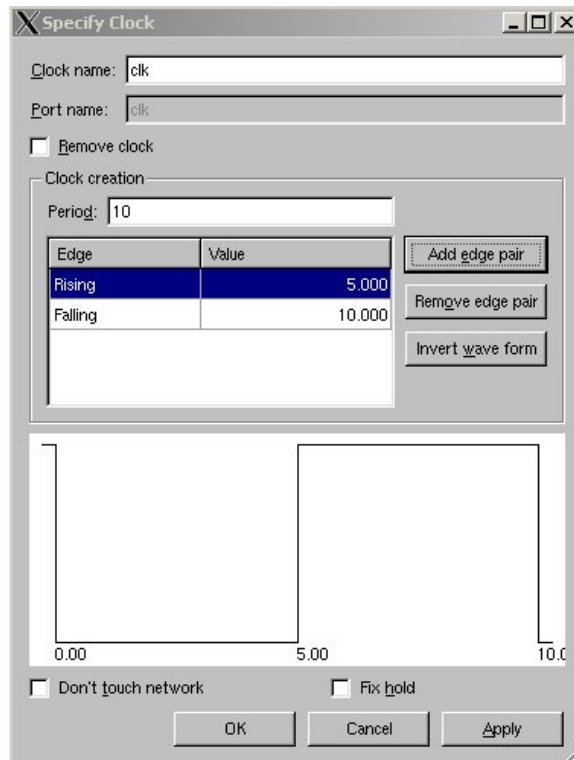 Specify Clock
Clock name: clk
Port name: clk
Remove clock
Clock creation
Period: 10
Edge Value
Rising 5.000
Falling 10.000
Add edge pair
Remove edge pair
Invert wave form
0.00 5.00 10.0
Don't touch network Fix hold
OK Cancel Apply